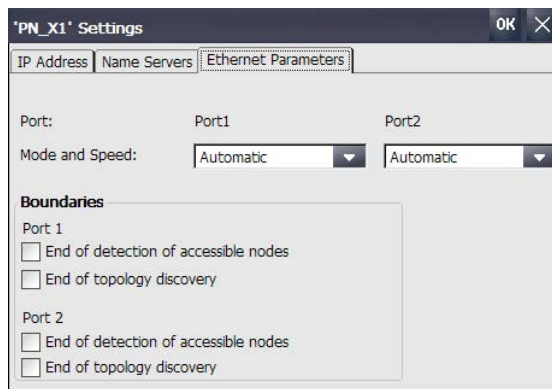 'PN_X1' Settings OK
IP Address Name Servers Ethernet Parameters
Port: Port1 Port2
Mode and Speed: Automatic Automatic
Boundaries
Port 1
End of detection of accessible nodes
End of topology discovery
Port 2
End of detection of accessible nodes
End of topology discovery